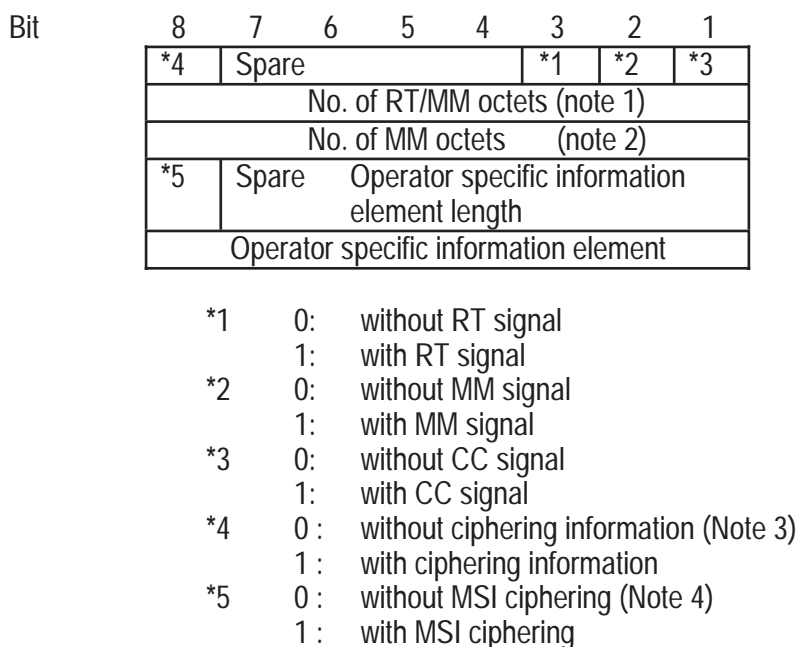 Bit 8 7 6 5 4 3 2 1
*4 Spare *1 *2 *3
No. of RT/MM octets (note 1)
No. of MM octets (note 2)
*5 Spare Operator specific information
element length
Operator specific information element
*1 0: without RT signal
1: with RT signal
*2 0: without MM signal
1: with MM signal
*3 0: without CC signal
1: with CC signal
*4 0 : without ciphering information (Note 3)
1 : with ciphering information
*5 0 : without MSI ciphering (Note 4)
1 : with MSI ciphering